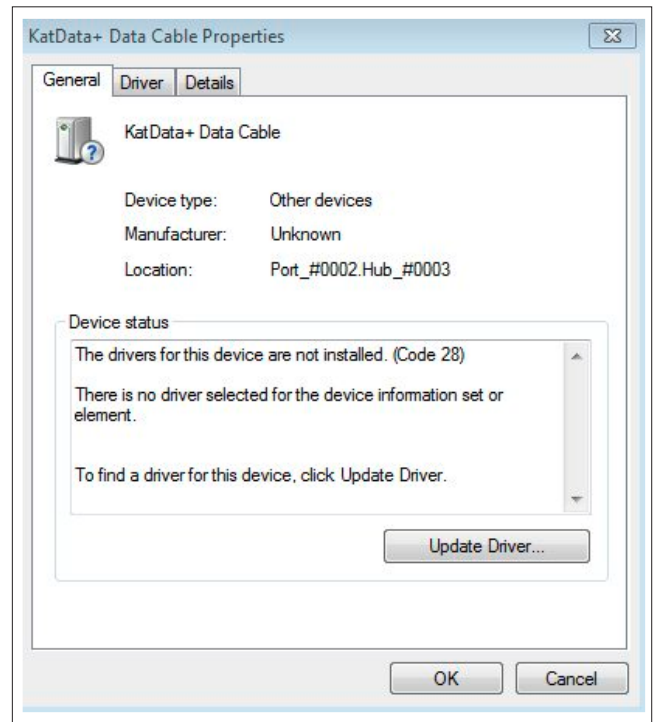 KatData+ Data Cable Properties
General Driver Details
KatData+ Data Cable
Device type: Other devices
Manufacturer: Unknown
Location: Port_#0002.Hub_#0003
Device status
The drivers for this device are not installed. (Code 28)
There is no driver selected for the device information set or
element.
To find a driver for this device, click Update Driver.
Update Driver...
OK Cancel